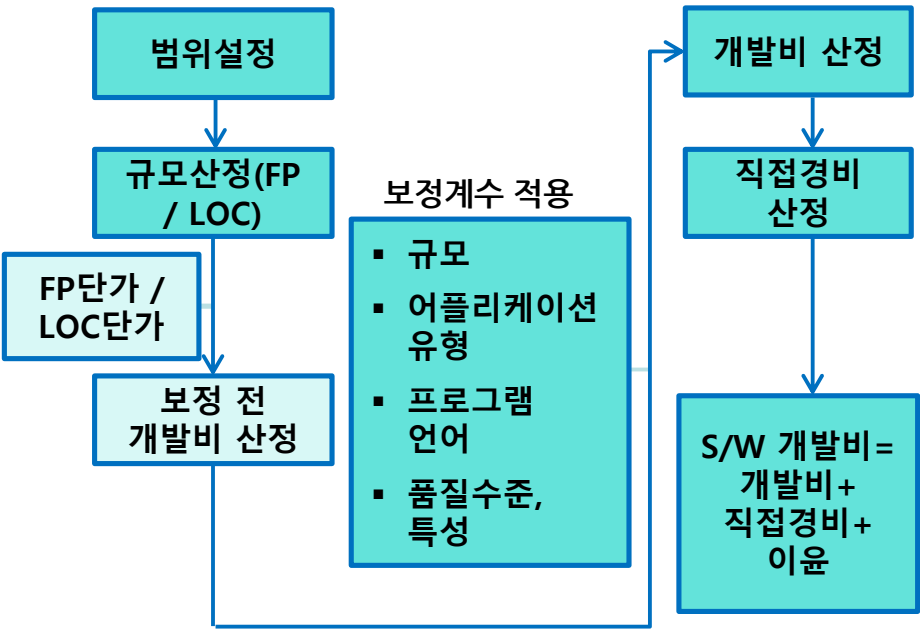 범위설정
규모산정(FP
/ LOC)
FP단가 /
LOC단가
보정 전
개발비 산정
보정계수 적용
▪ 규모
▪ 어플리케이션
유형
▪ 프로그램
언어
▪ 품질수준,
특성
개발비 산정
직접경비
산정
S/W 개발비=
개발비+
직접경비+
이윤